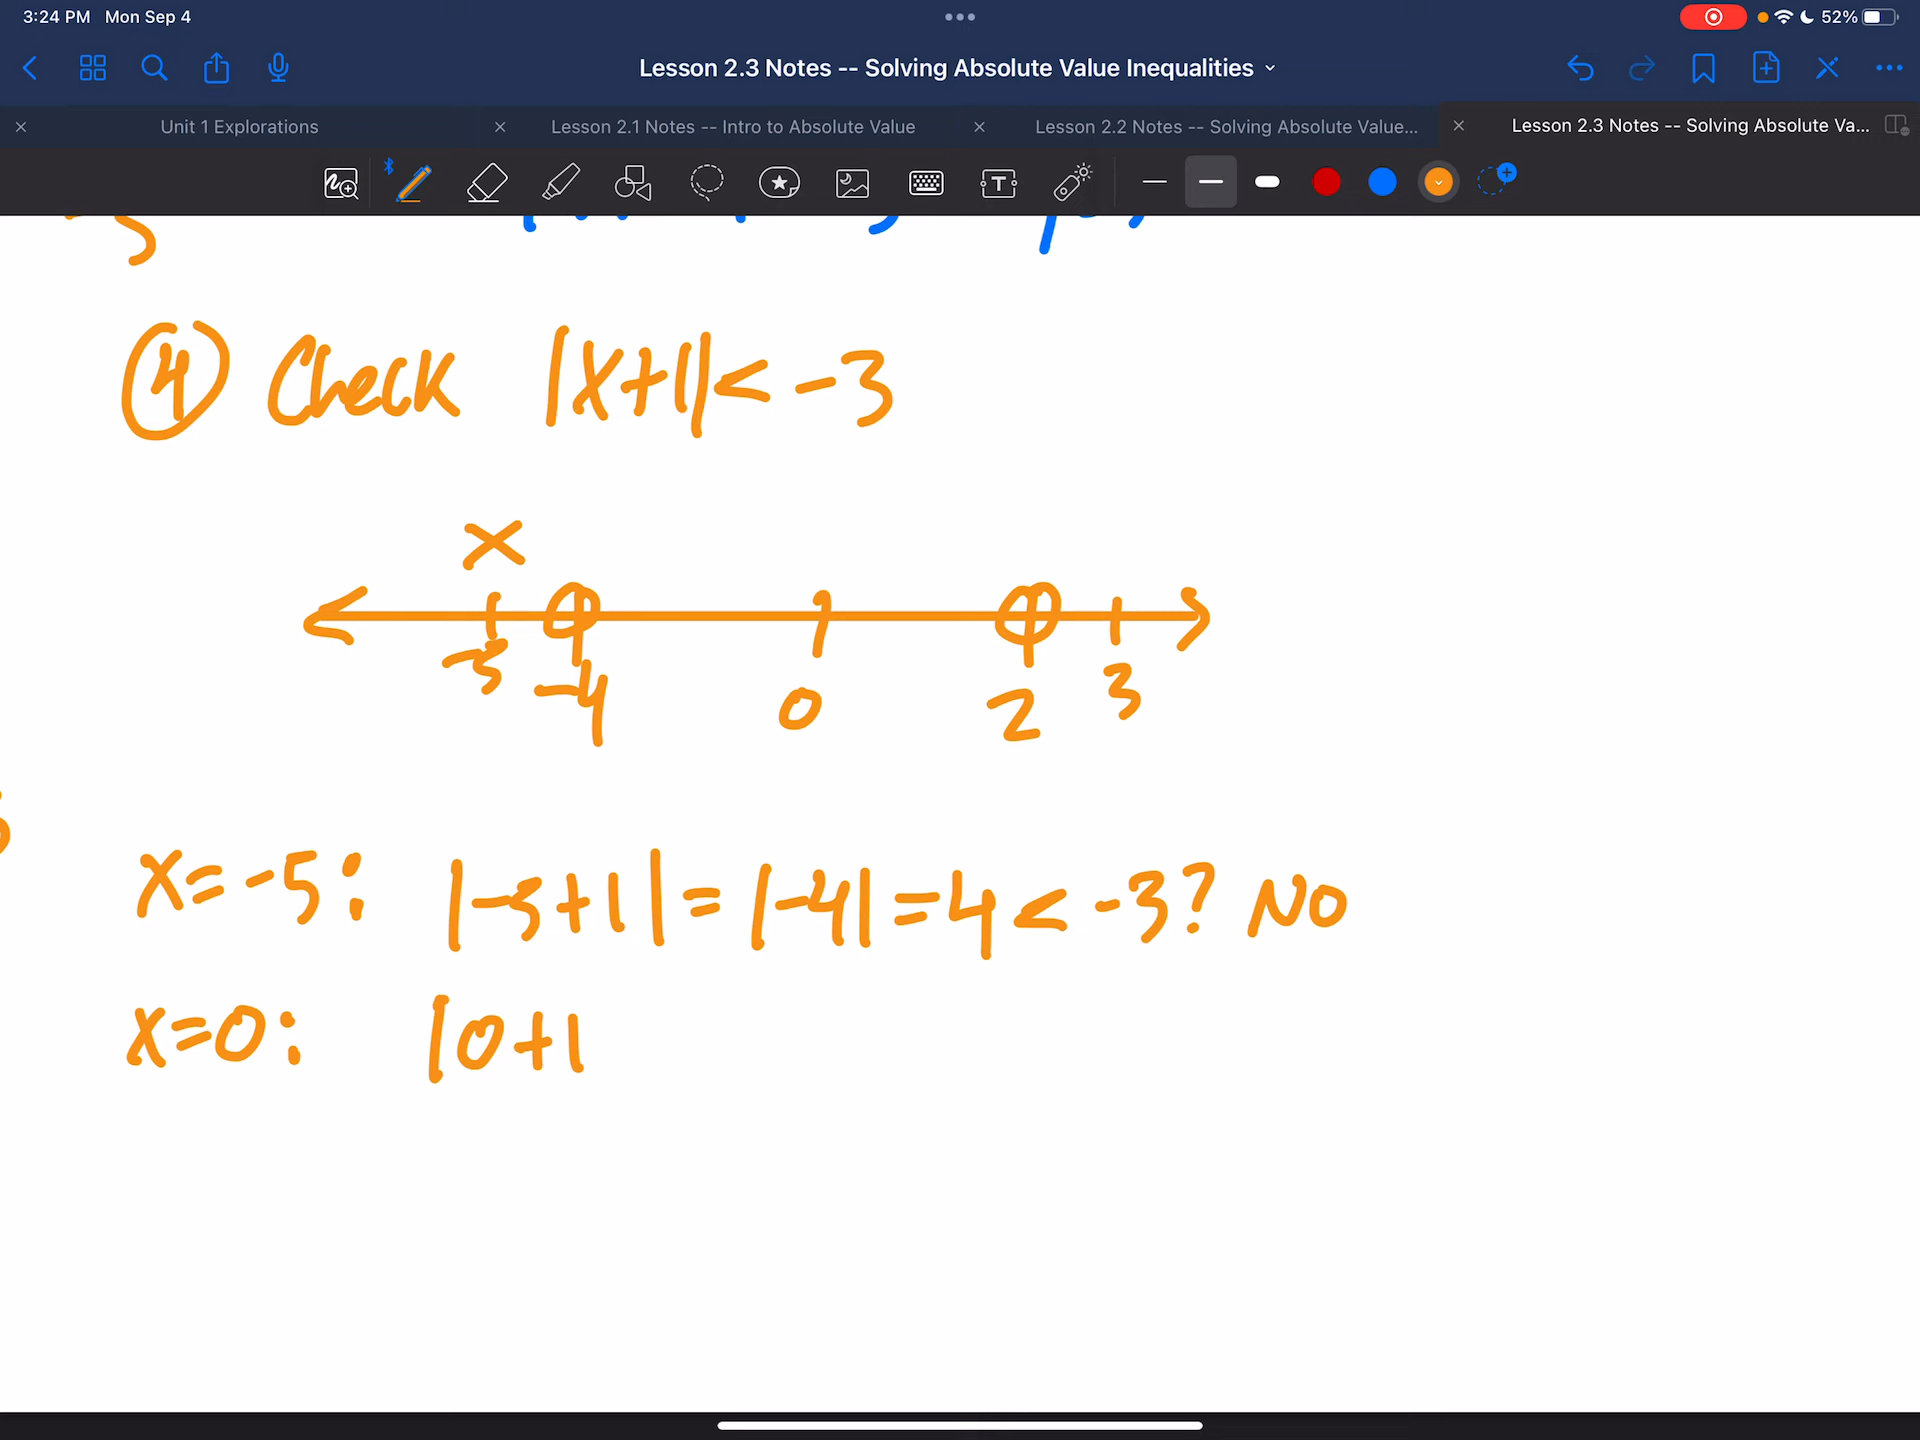 3:24 PM Mon Sep 4
52%
Lesson 2.3 Notes -- Solving Absolute Value Inequalities
Unit 1 Explorations
Lesson 2.1 Notes -- Intro to Absolute Value
Lesson 2.2 Notes -- Solving Absolute Value...
Lesson 2.3 Notes -- Solving Absolute Va...
T
④ Check |x+1| < -3
X
-5 -4 0 2 3
x=-5: |-5+1| = |-4| = 4 < -3? NO
x=0: |0+1